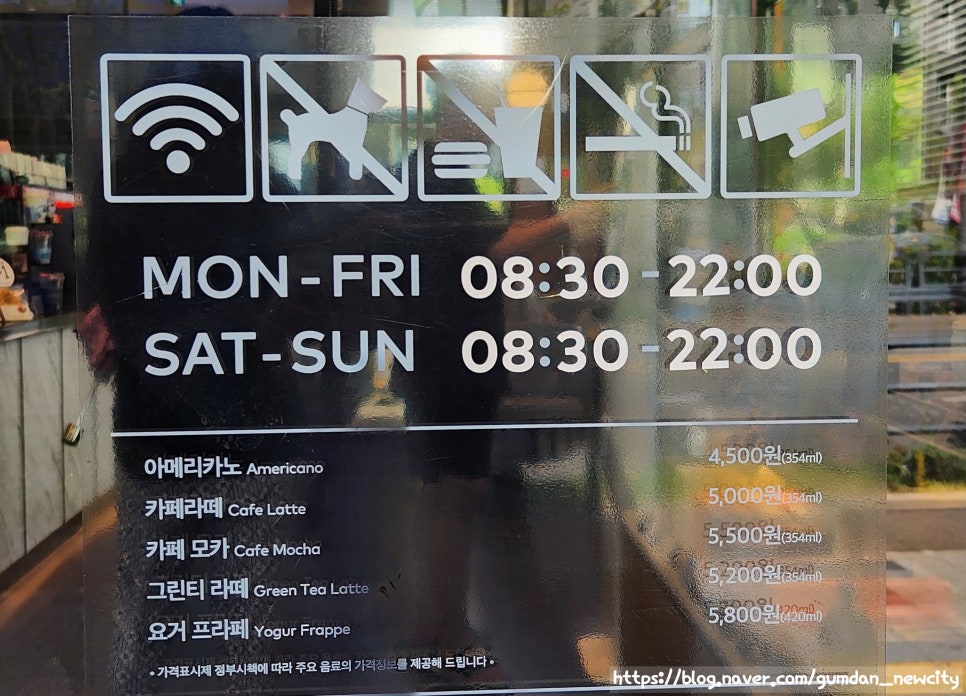 MON-FRI 08:30-22:00
SAT-SUN 08:30-22:00
아메리카노 Americano 4,500원(354ml)
카페라떼 Cafe Latte 5,000원(354ml)
카페 모카 Cafe Mocha 5,500원(354ml)
그린티 라떼 Green Tea Latte 5,200원(354ml)
요거 프라페 Yogur Frappe 5,800원(420ml)
• 가격표시제 정부시책에 따라 주요 음료의 가격정보를 제공해 드립니다 •
https://blog.naver.com/gumdan_newcity